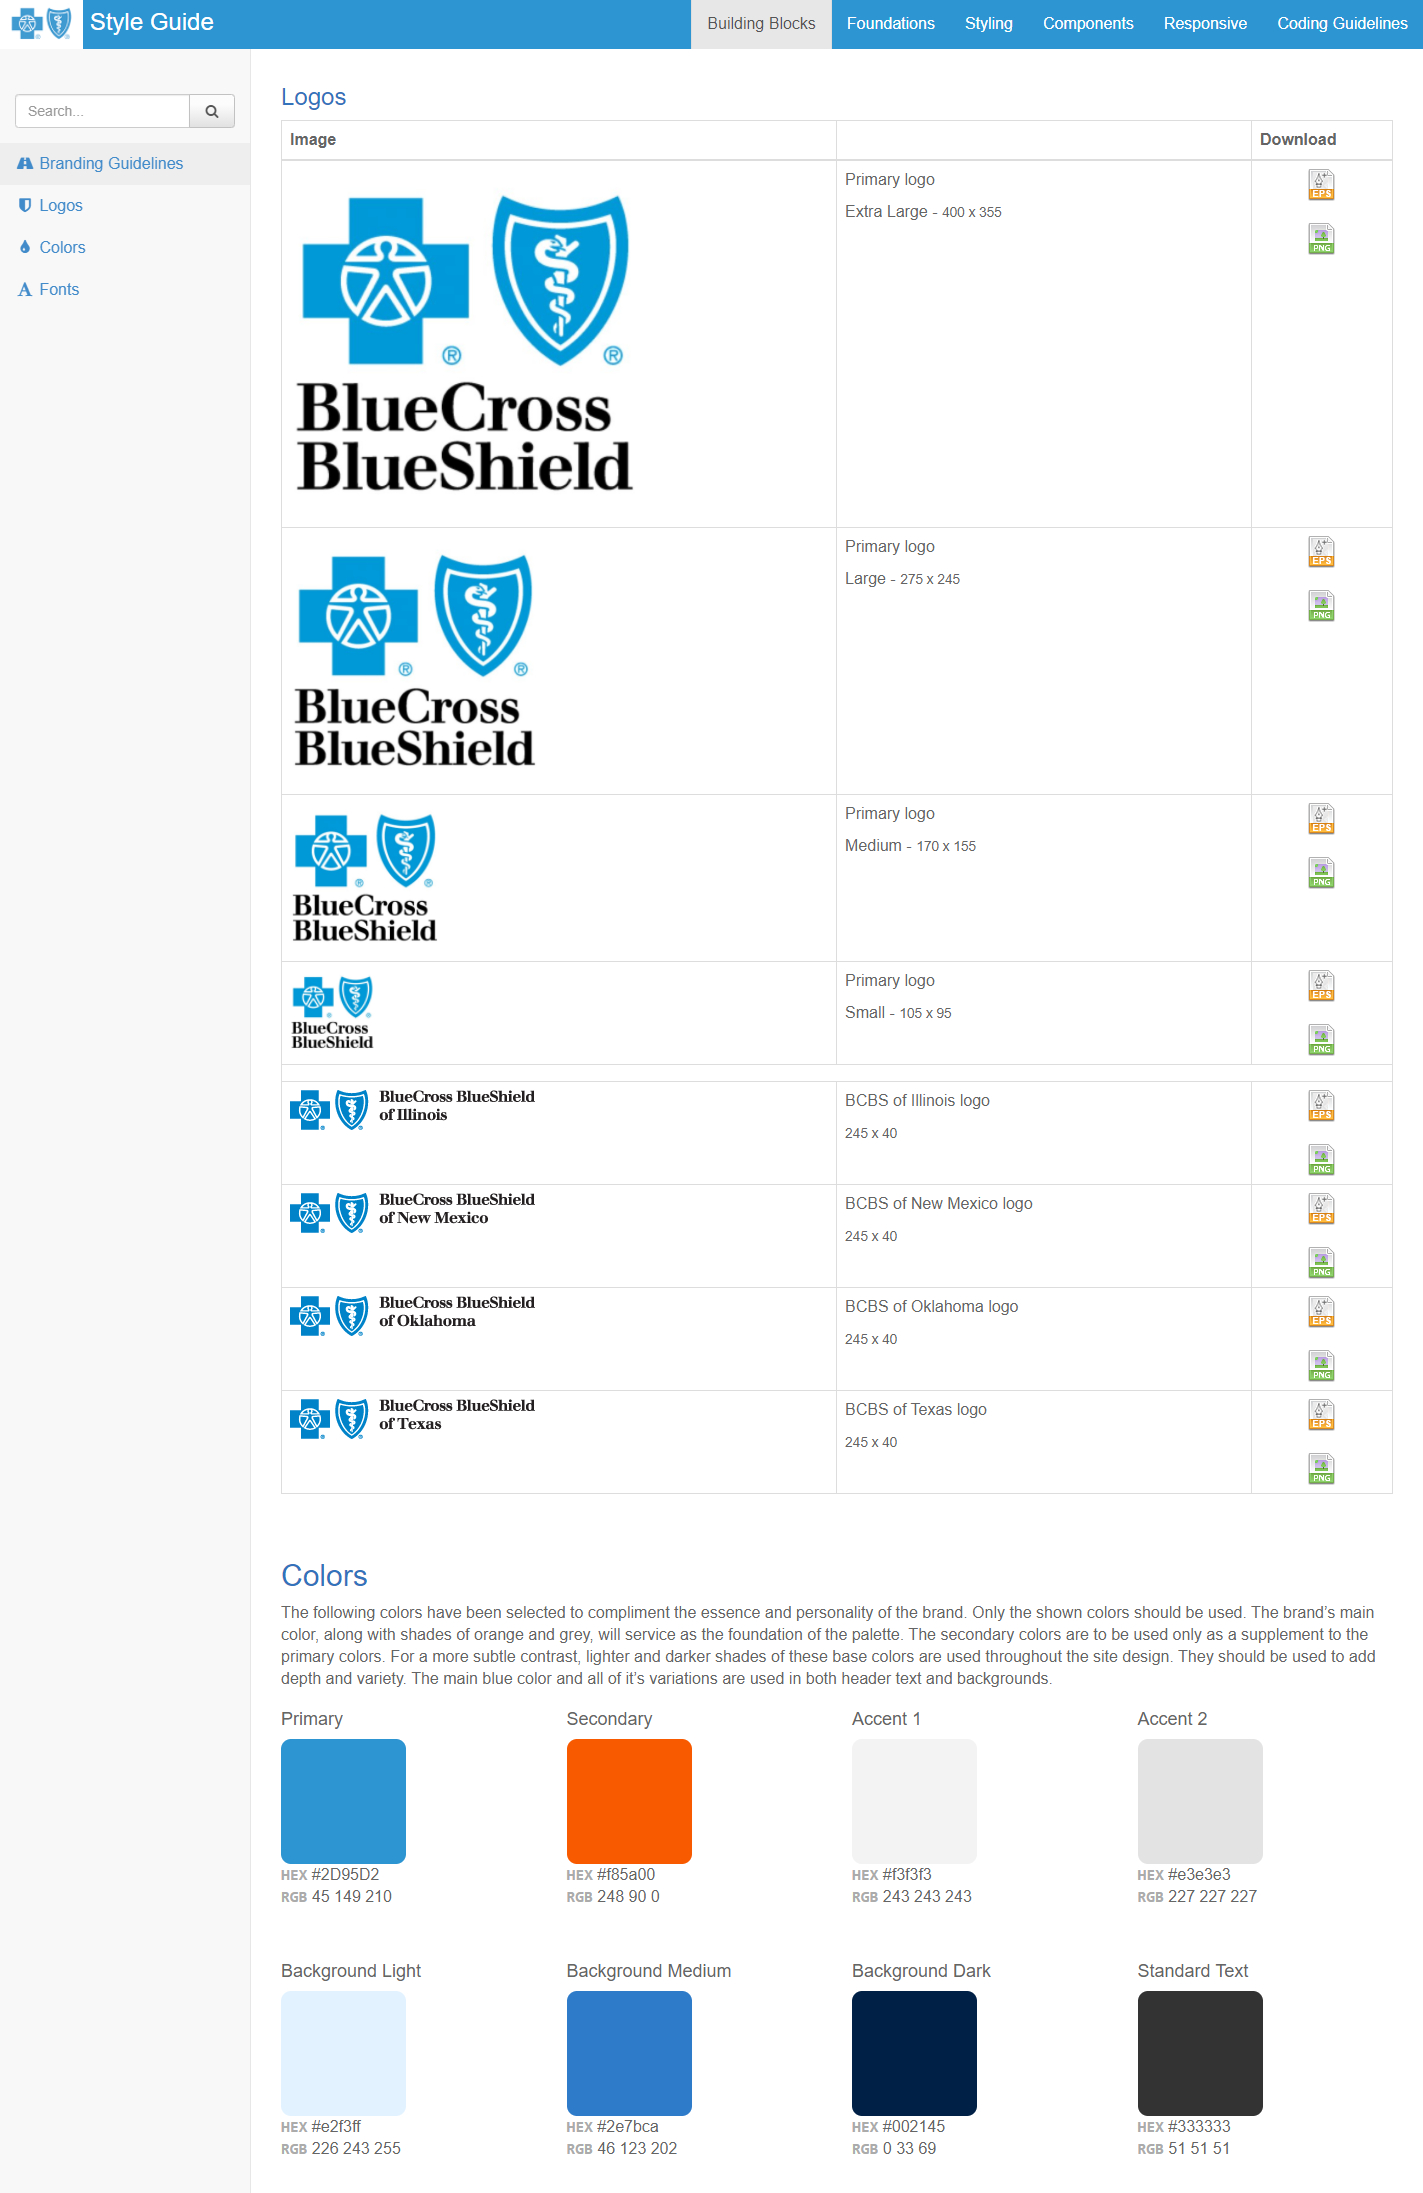 Style Guide
Building Blocks
Foundations
Styling
Components
Responsive
Coding Guidelines
Search...
Branding Guidelines
Logos
Colors
Fonts
Logos
Image
Download
® ®
BlueCross
BlueShield
Primary logo
Extra Large - 400 x 355
EPS
PNG
® ®
BlueCross
BlueShield
Primary logo
Large - 275 x 245
EPS
PNG
® ®
BlueCross
BlueShield
Primary logo
Medium - 170 x 155
EPS
PNG
BlueCross
BlueShield
Primary logo
Small - 105 x 95
EPS
PNG
BlueCross BlueShield
of Illinois
BCBS of Illinois logo
245 x 40
EPS
PNG
BlueCross BlueShield
of New Mexico
BCBS of New Mexico logo
245 x 40
EPS
PNG
BlueCross BlueShield
of Oklahoma
BCBS of Oklahoma logo
245 x 40
EPS
PNG
BlueCross BlueShield
of Texas
BCBS of Texas logo
245 x 40
EPS
PNG
Colors
The following colors have been selected to compliment the essence and personality of the brand. Only the shown colors should be used. The brand’s main
color, along with shades of orange and grey, will service as the foundation of the palette. The secondary colors are to be used only as a supplement to the
primary colors. For a more subtle contrast, lighter and darker shades of these base colors are used throughout the site design. They should be used to add
depth and variety. The main blue color and all of it’s variations are used in both header text and backgrounds.
Primary
HEX #2D95D2
RGB 45 149 210
Secondary
HEX #f85a00
RGB 248 90 0
Accent 1
HEX #f3f3f3
RGB 243 243 243
Accent 2
HEX #e3e3e3
RGB 227 227 227
Background Light
HEX #e2f3ff
RGB 226 243 255
Background Medium
HEX #2e7bca
RGB 46 123 202
Background Dark
HEX #002145
RGB 0 33 69
Standard Text
HEX #333333
RGB 51 51 51